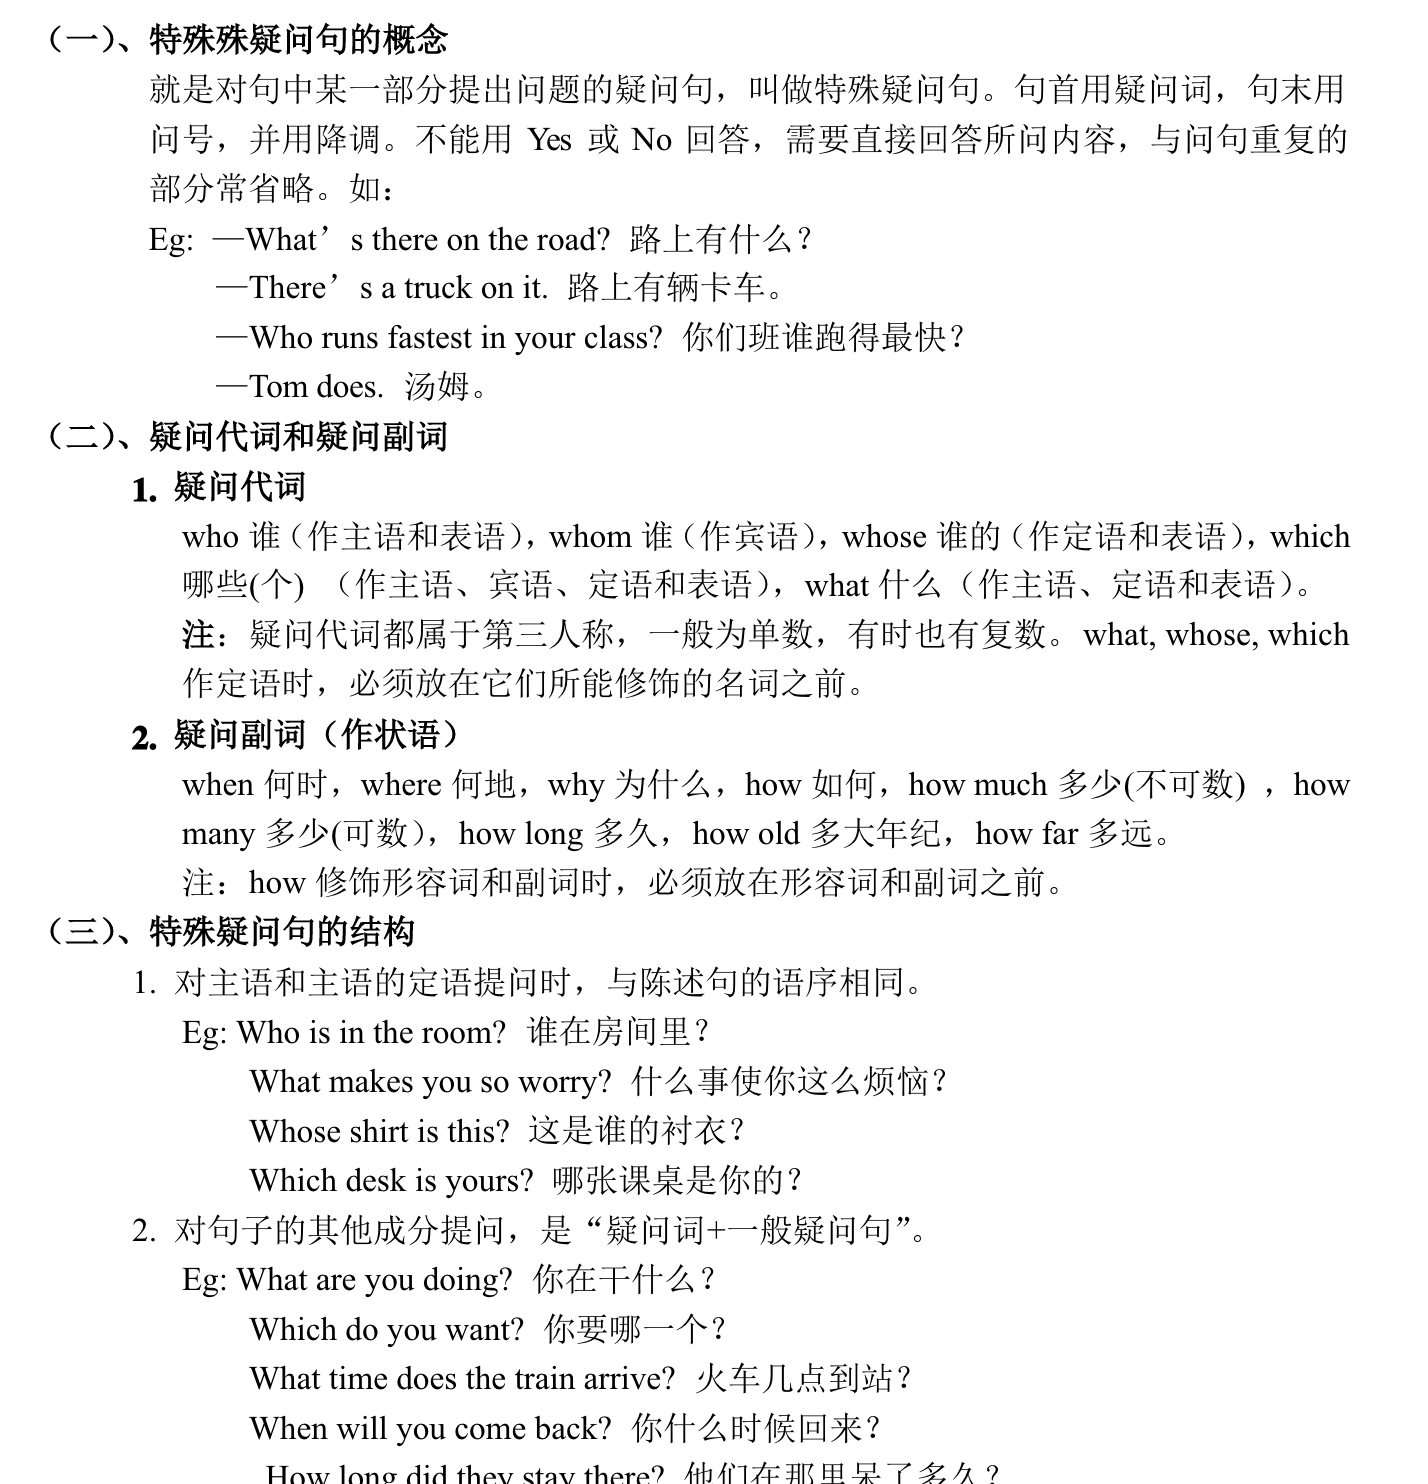 （一）、特殊殊疑问句的概念
就是对句中某一部分提出问题的疑问句，叫做特殊疑问句。句首用疑问词，句末用
问号，并用降调。不能用 Yes 或 No 回答，需要直接回答所问内容，与问句重复的
部分常省略。如：
Eg: —What’s there on the road? 路上有什么？
—There’s a truck on it. 路上有辆卡车。
—Who runs fastest in your class? 你们班谁跑得最快？
—Tom does. 汤姆。
（二）、疑问代词和疑问副词
1. 疑问代词
who 谁（作主语和表语），whom 谁（作宾语），whose 谁的（作定语和表语），which
哪些(个) （作主语、宾语、定语和表语），what 什么（作主语、定语和表语）。
注：疑问代词都属于第三人称，一般为单数，有时也有复数。what, whose, which
作定语时，必须放在它们所能修饰的名词之前。
2. 疑问副词（作状语）
when 何时，where 何地，why 为什么，how 如何，how much 多少(不可数) ，how
many 多少(可数），how long 多久，how old 多大年纪，how far 多远。
注：how 修饰形容词和副词时，必须放在形容词和副词之前。
（三）、特殊疑问句的结构
1. 对主语和主语的定语提问时，与陈述句的语序相同。
Eg: Who is in the room? 谁在房间里？
What makes you so worry? 什么事使你这么烦恼？
Whose shirt is this? 这是谁的衬衣？
Which desk is yours? 哪张课桌是你的？
2. 对句子的其他成分提问，是“疑问词+一般疑问句”。
Eg: What are you doing? 你在干什么？
Which do you want? 你要哪一个？
What time does the train arrive? 火车几点到站？
When will you come back? 你什么时候回来？
How long did they stay there? 他们在那里呆了多久？